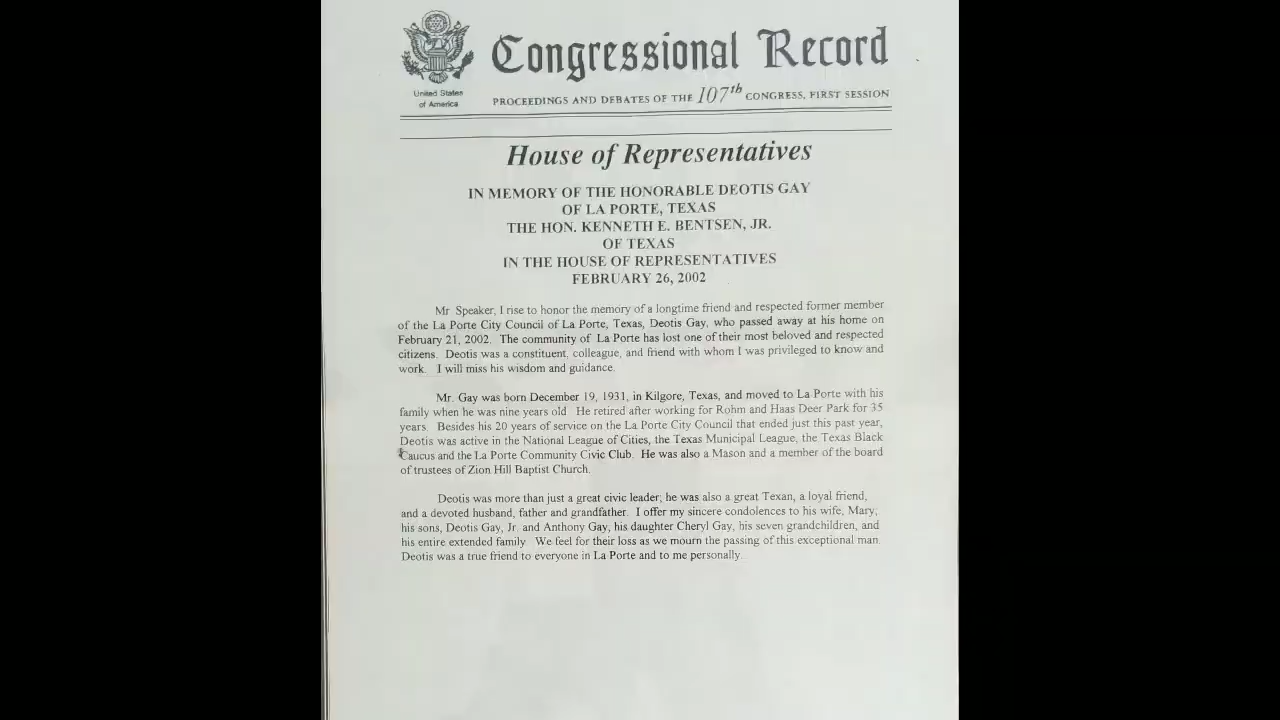 Congressional Record
United States
of America
PROCEEDINGS AND DEBATES OF THE 107th CONGRESS, FIRST SESSION
House of Representatives
IN MEMORY OF THE HONORABLE DEOTIS GAY
OF LA PORTE, TEXAS
THE HON. KENNETH E. BENTSEN, JR.
OF TEXAS
IN THE HOUSE OF REPRESENTATIVES
FEBRUARY 26, 2002
Mr Speaker, I rise to honor the memory of a longtime friend and respected former member
of the La Porte City Council of La Porte, Texas, Deotis Gay, who passed away at his home on
February 21, 2002. The community of La Porte has lost one of their most beloved and respected
citizens. Deotis was a constituent, colleague, and friend with whom I was privileged to know and
work. I will miss his wisdom and guidance.
Mr. Gay was born December 19, 1931, in Kilgore, Texas, and moved to La Porte with his
family when he was nine years old He retired after working for Rohm and Haas Deer Park for 35
years. Besides his 20 years of service on the La Porte City Council that ended just this past year,
Deotis was active in the National League of Cities, the Texas Municipal League, the Texas Black
Caucus and the La Porte Community Civic Club. He was also a Mason and a member of the board
of trustees of Zion Hill Baptist Church.
Deotis was more than just a great civic leader; he was also a great Texan, a loyal friend,
and a devoted husband, father and grandfather. I offer my sincere condolences to his wife, Mary;
his sons, Deotis Gay, Jr. and Anthony Gay; his daughter Cheryl Gay, his seven grandchildren, and
his entire extended family We feel for their loss as we mourn the passing of this exceptional man.
Deotis was a true friend to everyone in La Porte and to me personally.